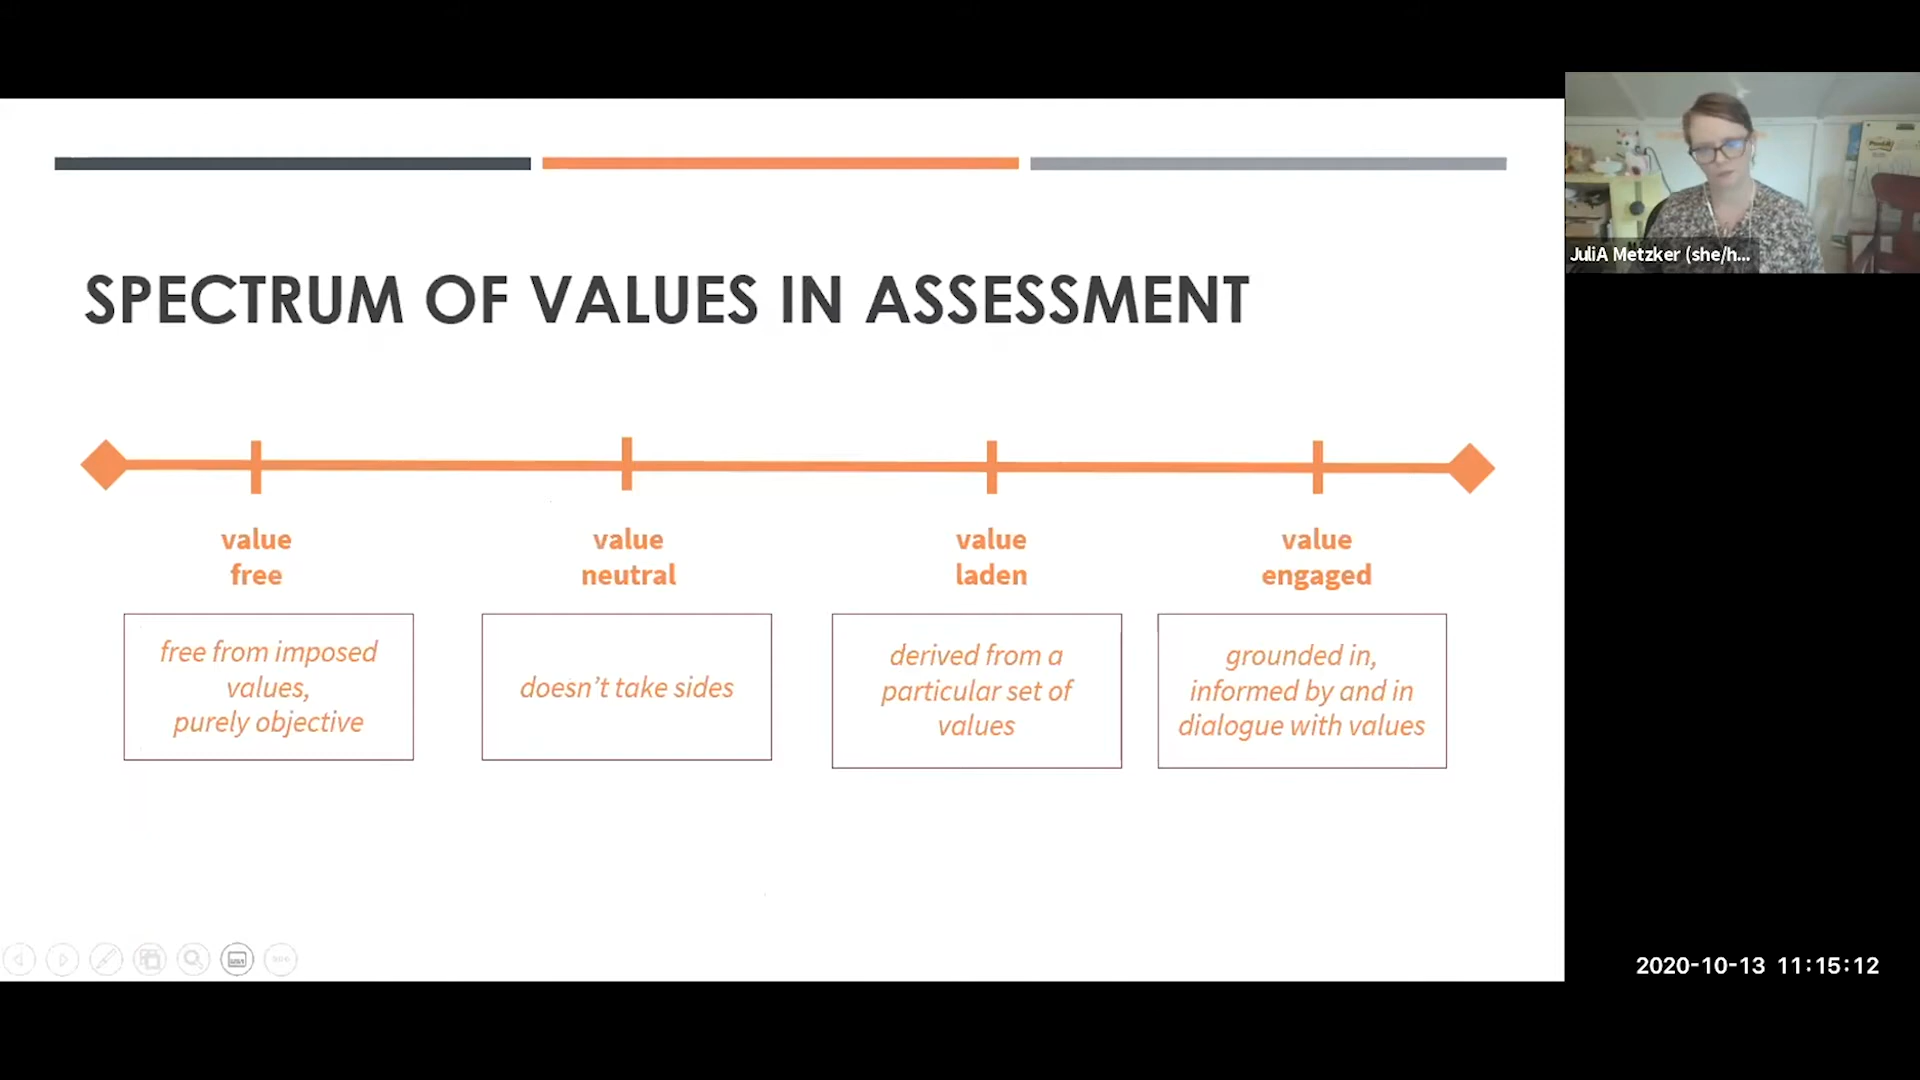 SPECTRUM OF VALUES IN ASSESSMENT
value
free
value
neutral
value
laden
value
engaged
free from imposed
values,
purely objective
doesn't take sides
derived from a
particular set of
values
grounded in,
informed by and in
dialogue with values
JuliA Metzker (she/h...
2020-10-13 11:15:12